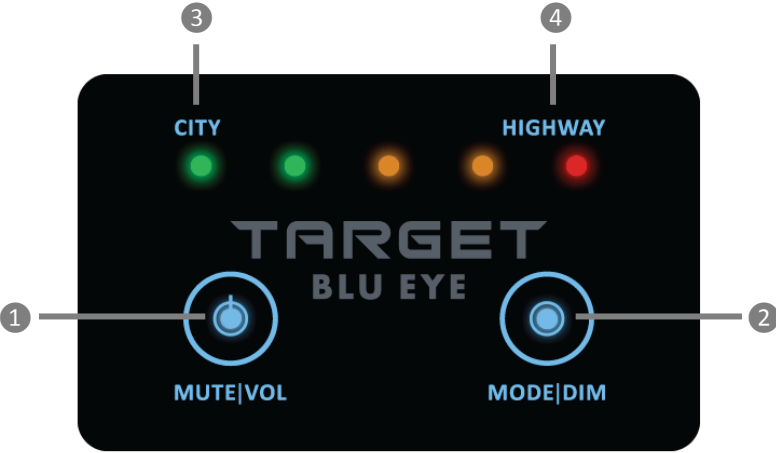 3 4
CITY HIGHWAY
TARGET
BLU EYE
1 2
MUTE|VOL MODE|DIM